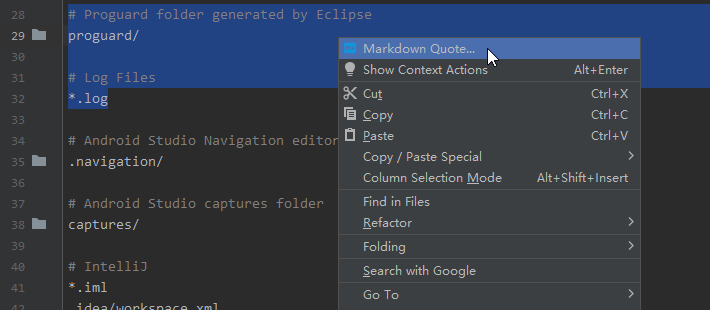 28 # Proguard folder generated by Eclipse
29 proguard/
30
31 # Log Files
32 *.log
33
34 # Android Studio Navigation editor
35 .navigation/
36
37 # Android Studio captures folder
38 captures/
39
40 # IntelliJ
41 *.iml
42 .idea/workspace.xml
Markdown Quote...
Show Context Actions Alt+Enter
Cut Ctrl+X
Copy Ctrl+C
Paste Ctrl+V
Copy / Paste Special
Column Selection Mode Alt+Shift+Insert
Find in Files
Refactor
Folding
Search with Google
Go To